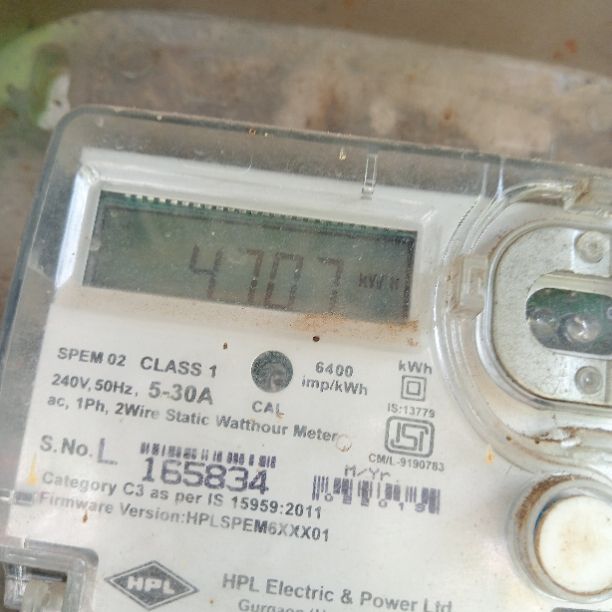 SPEM 02 CLASS 1
240V, 50Hz, 5-30A
ac, 1Ph, 2Wire Static Watthour Meter
CAL
6400
imp/kWh
kWh
IS:13779
ISI
CM/L-9190783
S.No. L 165834
M/Yr.
Category C3 as per IS 15959:2011
Firmware Version:HPLSPEM6XXX01
HPL
HPL Electric & Power Ltd